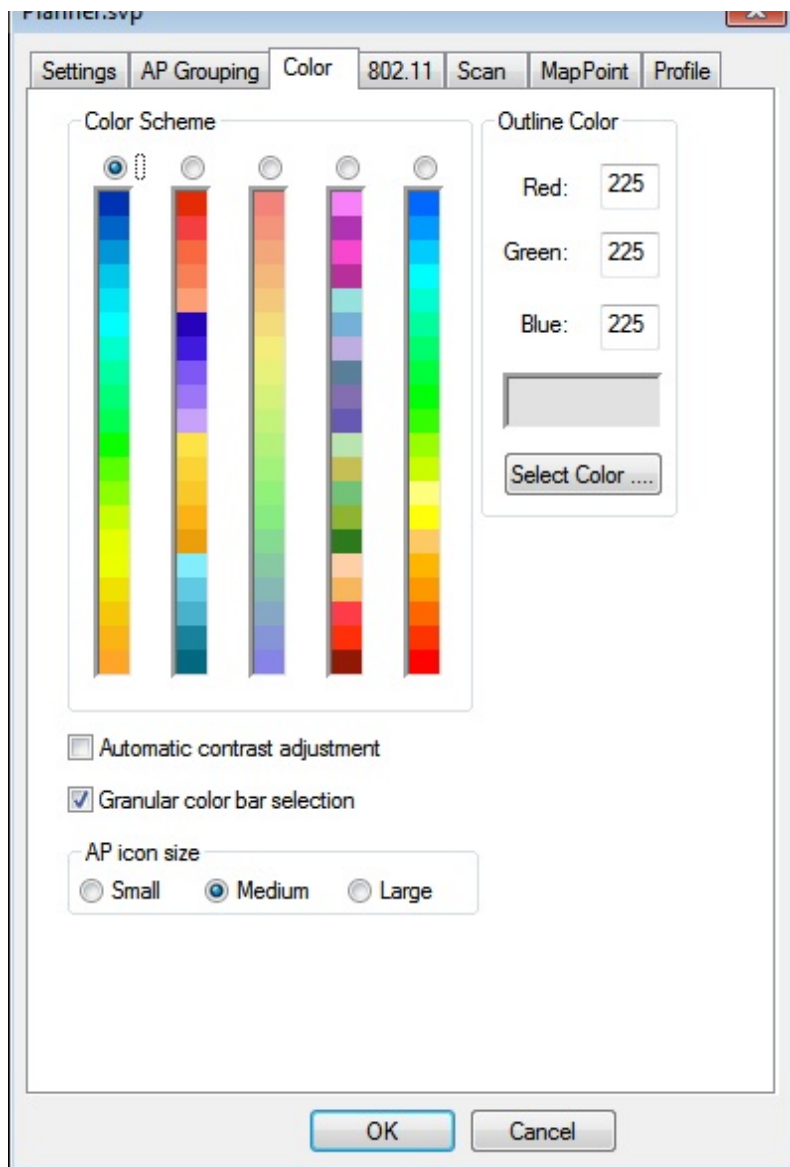 Planner.svp
Settings AP Grouping Color 802.11 Scan MapPoint Profile
Color Scheme
Outline Color
Red: 225
Green: 225
Blue: 225
Select Color ....
Automatic contrast adjustment
Granular color bar selection
AP icon size
Small Medium Large
OK Cancel